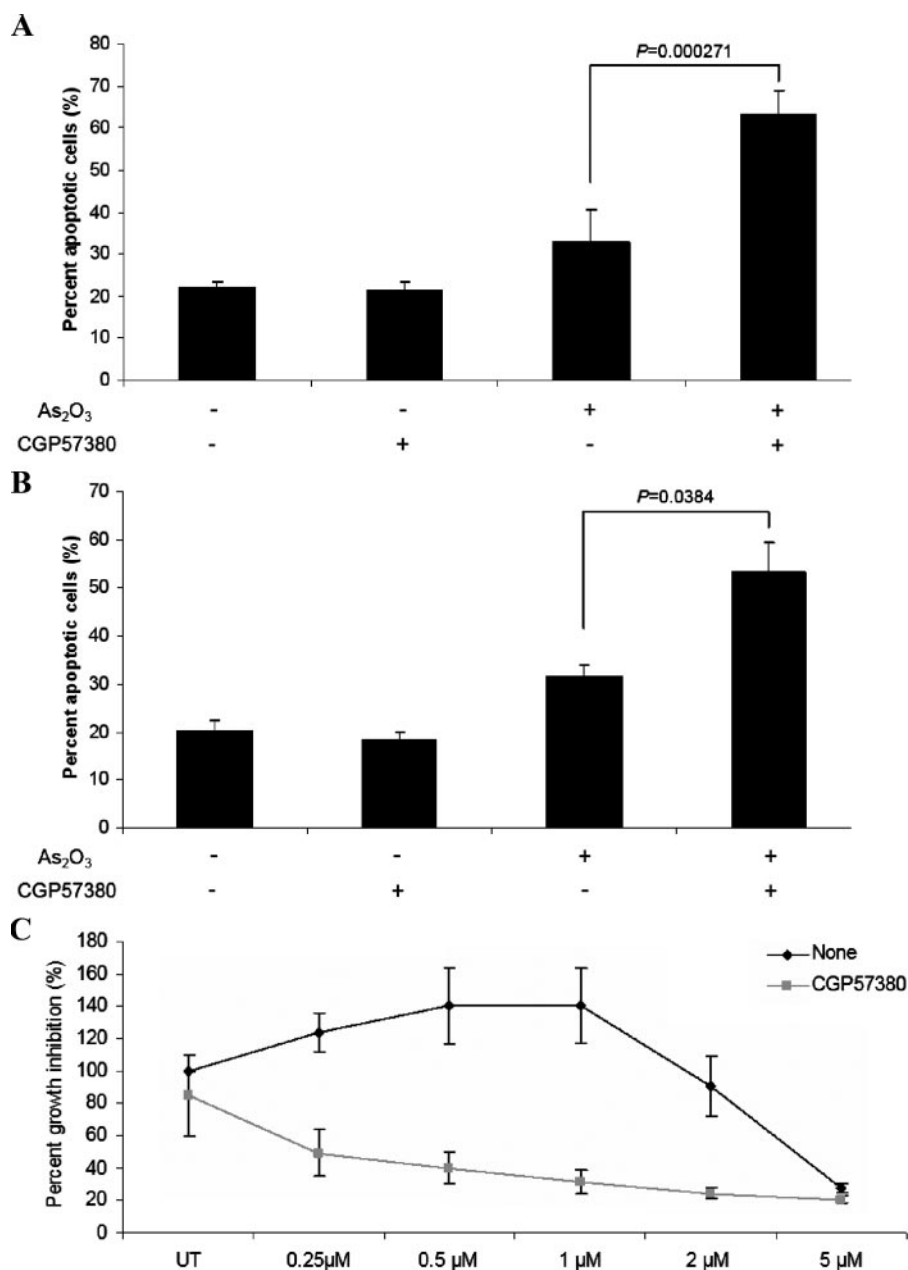 A
Percent apoptotic cells (%)
80
70
60
50
40
30
20
10
0
P=0.000271
As₂O₃ - - + +
CGP57380 - + - +
B
Percent apoptotic cells (%)
70
60
50
40
30
20
10
0
P=0.0384
As₂O₃ - - + +
CGP57380 - + - +
C
Percent growth inhibition (%)
180
160
140
120
100
80
60
40
20
0
None
CGP57380
UT 0.25µM 0.5 µM 1 µM 2 µM 5 µM